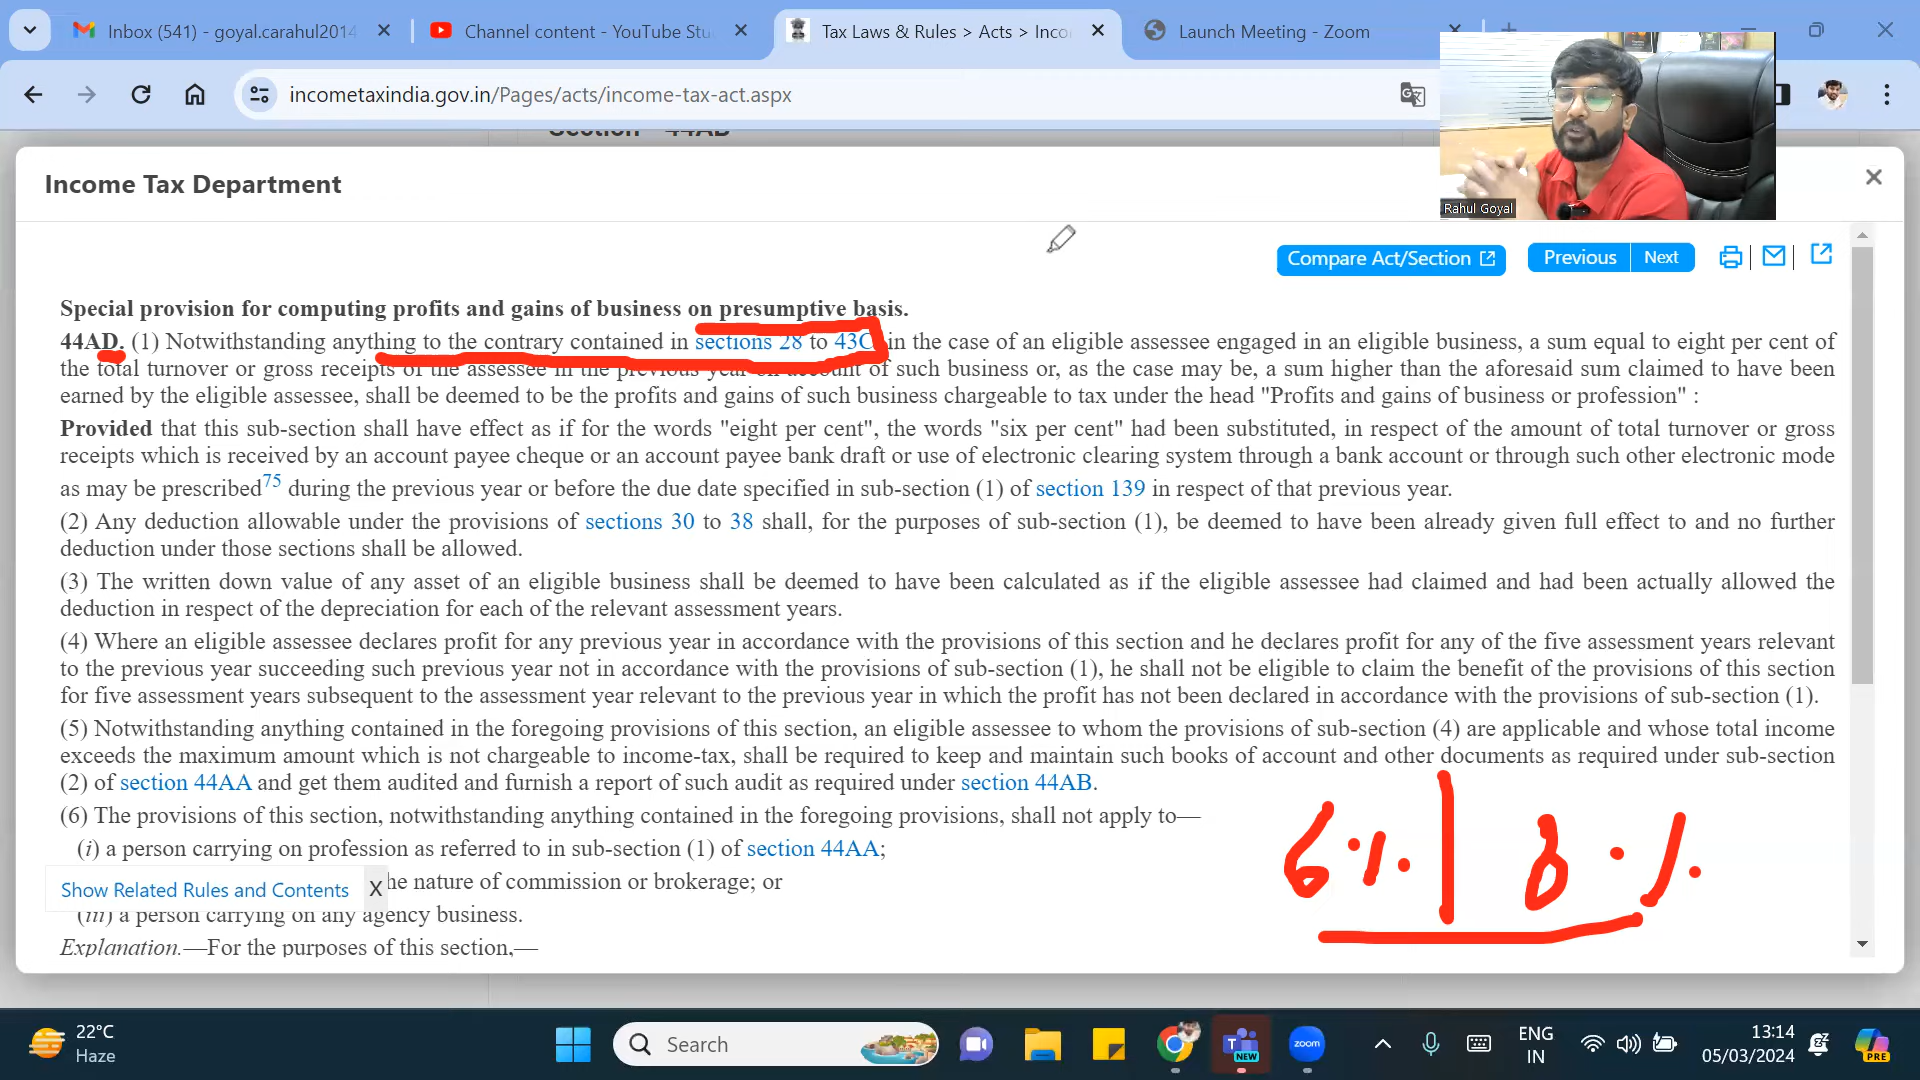 Inbox (541) - goyal.carahul2014
Channel content - YouTube Stu
Tax Laws & Rules > Acts > Inco
Launch Meeting - Zoom
incometaxindia.gov.in/Pages/acts/income-tax-act.aspx
Section - 44AB
Income Tax Department
Rahul Goyal
Compare Act/Section
Previous
Next
Special provision for computing profits and gains of business on presumptive basis.
44AD. (1) Notwithstanding anything to the contrary contained in sections 28 to 43C in the case of an eligible assessee engaged in an eligible business, a sum equal to eight per cent of
the total turnover or gross receipts of the assessee in the previous year on account of such business or, as the case may be, a sum higher than the aforesaid sum claimed to have been
earned by the eligible assessee, shall be deemed to be the profits and gains of such business chargeable to tax under the head "Profits and gains of business or profession" :
Provided that this sub-section shall have effect as if for the words "eight per cent", the words "six per cent" had been substituted, in respect of the amount of total turnover or gross
receipts which is received by an account payee cheque or an account payee bank draft or use of electronic clearing system through a bank account or through such other electronic mode
as may be prescribed75 during the previous year or before the due date specified in sub-section (1) of section 139 in respect of that previous year.
(2) Any deduction allowable under the provisions of sections 30 to 38 shall, for the purposes of sub-section (1), be deemed to have been already given full effect to and no further
deduction under those sections shall be allowed.
(3) The written down value of any asset of an eligible business shall be deemed to have been calculated as if the eligible assessee had claimed and had been actually allowed the
deduction in respect of the depreciation for each of the relevant assessment years.
(4) Where an eligible assessee declares profit for any previous year in accordance with the provisions of this section and he declares profit for any of the five assessment years relevant
to the previous year succeeding such previous year not in accordance with the provisions of sub-section (1), he shall not be eligible to claim the benefit of the provisions of this section
for five assessment years subsequent to the assessment year relevant to the previous year in which the profit has not been declared in accordance with the provisions of sub-section (1).
(5) Notwithstanding anything contained in the foregoing provisions of this section, an eligible assessee to whom the provisions of sub-section (4) are applicable and whose total income
exceeds the maximum amount which is not chargeable to income-tax, shall be required to keep and maintain such books of account and other documents as required under sub-section
(2) of section 44AA and get them audited and furnish a report of such audit as required under section 44AB.
(6) The provisions of this section, notwithstanding anything contained in the foregoing provisions, shall not apply to—
(i) a person carrying on profession as referred to in sub-section (1) of section 44AA;
he nature of commission or brokerage; or
Show Related Rules and Contents X
(iii) a person carrying on any agency business.
Explanation.—For the purposes of this section,—
6% | 8%
22°C
Haze
Search
NEW
zoom
ENG
IN
13:14
05/03/2024
PRE